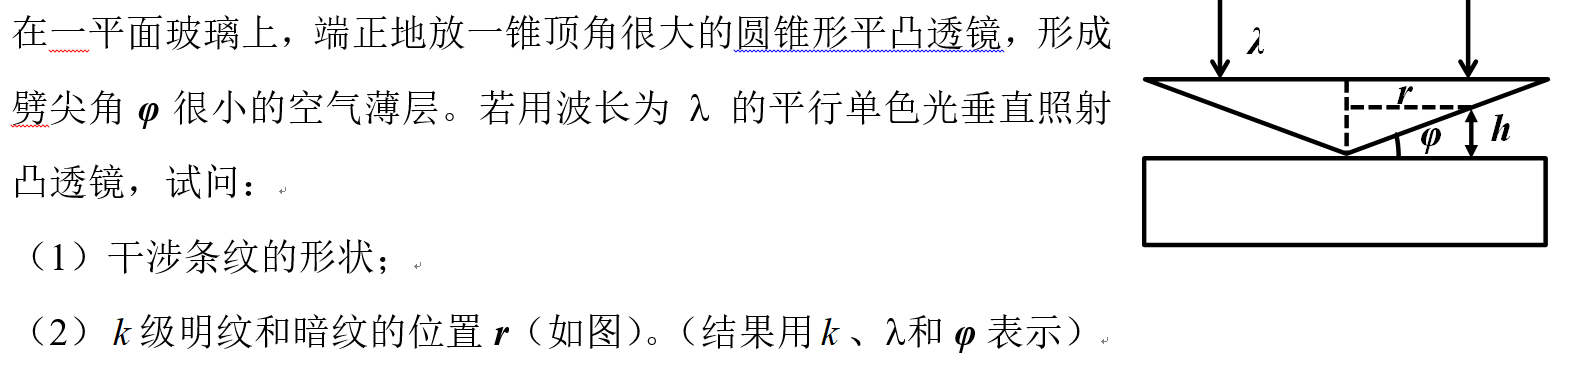 在一平面玻璃上，端正地放一锥顶角很大的圆锥形平凸透镜，形成
劈尖角 φ 很小的空气薄层。若用波长为 λ 的平行单色光垂直照射
凸透镜，试问：
（1）干涉条纹的形状；
（2）k 级明纹和暗纹的位置 r（如图）。（结果用 k 、λ和 φ 表示）
λ
r
φ
h